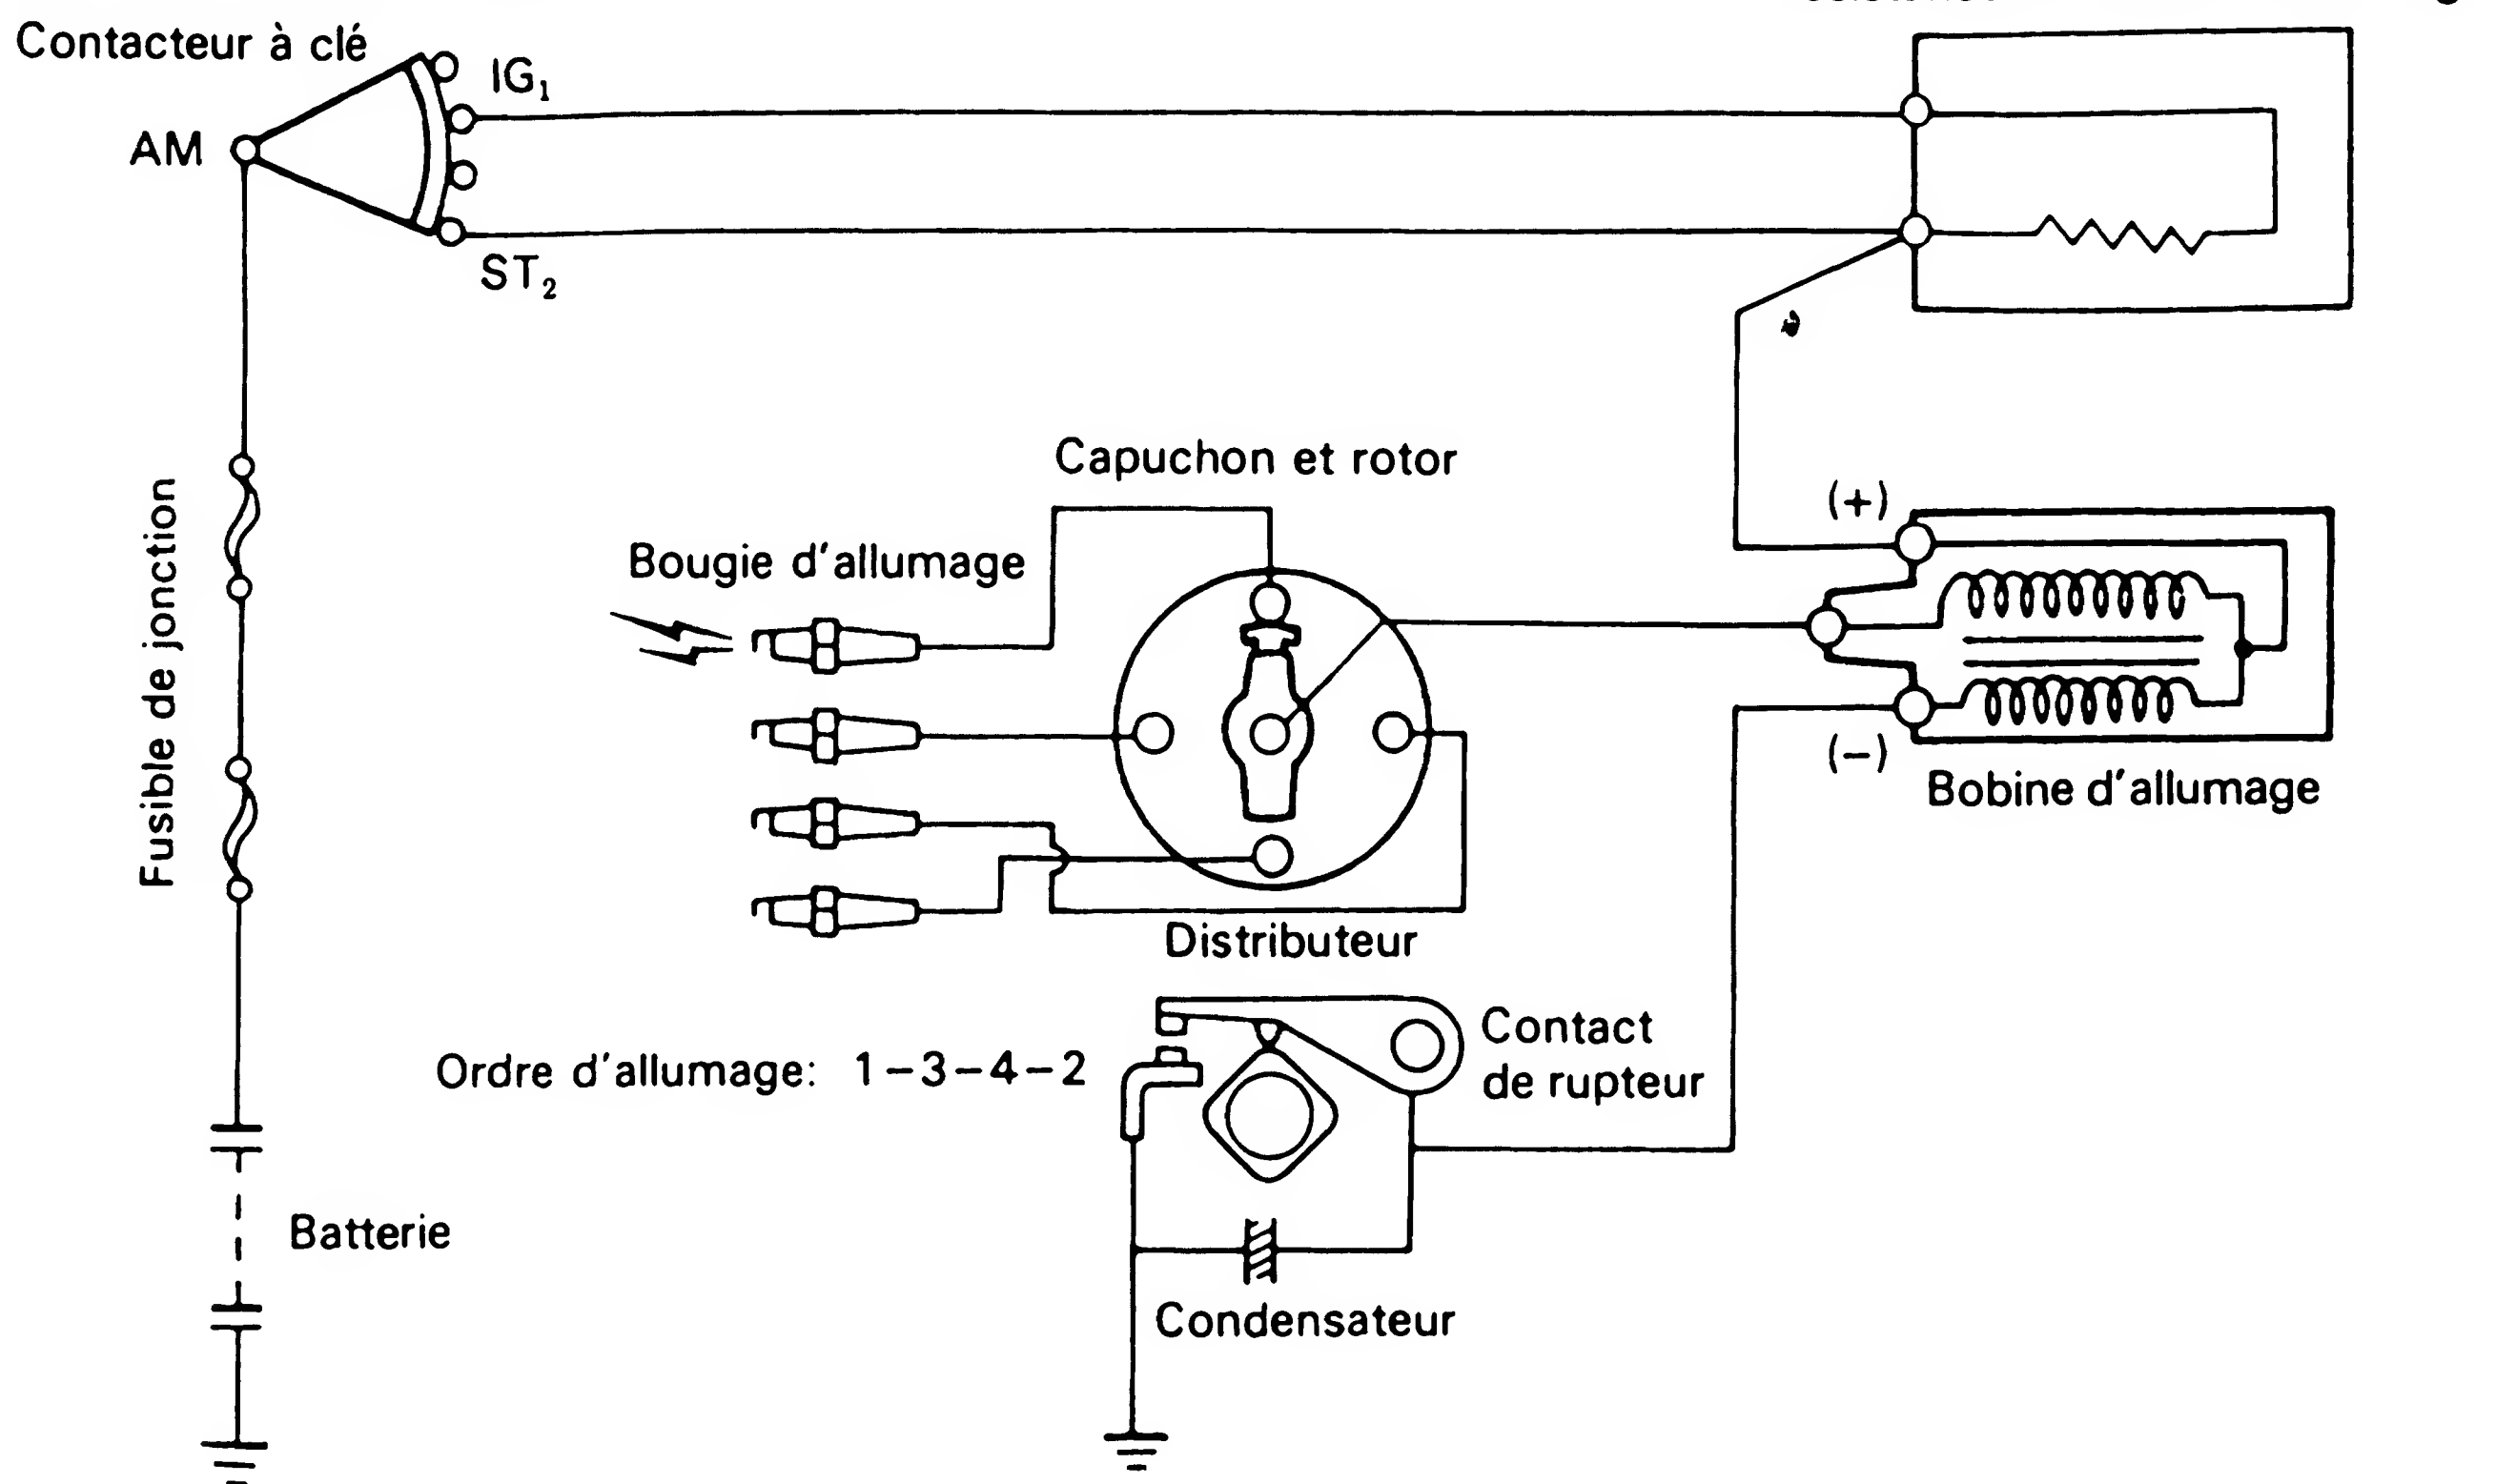 Contacteur à clé
IG1
AM
ST2
Capuchon et rotor
Bougie d'allumage
Fusible de jonction
(+)
(−)
Bobine d'allumage
Distributeur
Contact
de rupteur
Ordre d'allumage: 1−3−4−2
Batterie
Condensateur